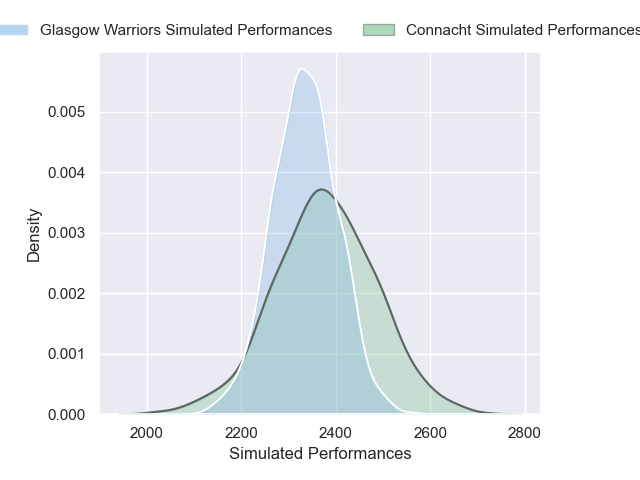 Glasgow Warriors Simulated Performances
Connacht Simulated Performances
0.005
0.004
0.003
0.002
0.001
0.000
Density
2000
2200
2400
2600
2800
Simulated Performances